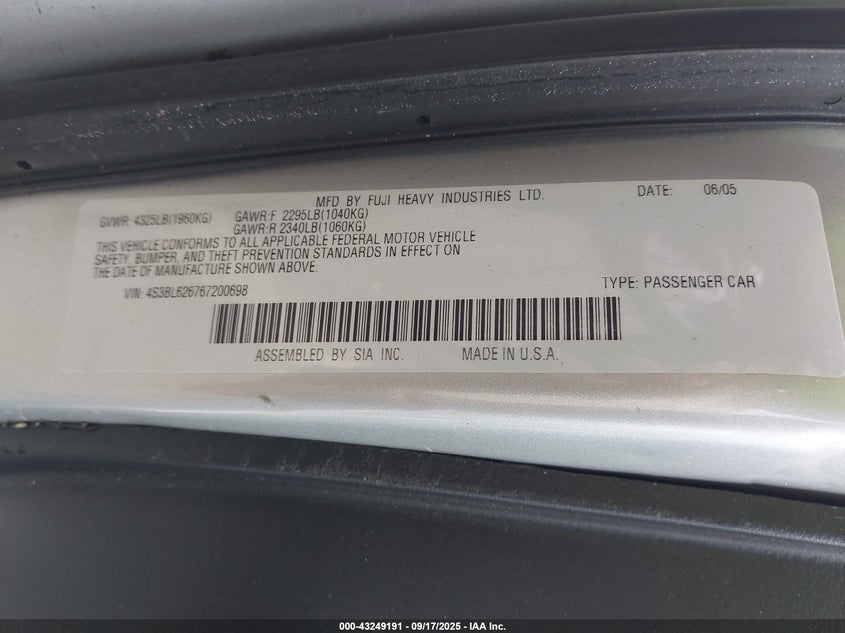 MFD BY FUJI HEAVY INDUSTRIES LTD. DATE: 06/05
GVWR: 4325LB(1960KG) GAWR:F 2295LB(1040KG)
GAWR:R 2340LB(1060KG)
THIS VEHICLE CONFORMS TO ALL APPLICABLE FEDERAL MOTOR VEHICLE
SAFETY, BUMPER, AND THEFT PREVENTION STANDARDS IN EFFECT ON
THE DATE OF MANUFACTURE SHOWN ABOVE.
VIN: 4S3BL626767200698 TYPE: PASSENGER CAR
ASSEMBLED BY SIA INC. MADE IN U.S.A.
000-43249191 - 09/17/2025 - IAA Inc.